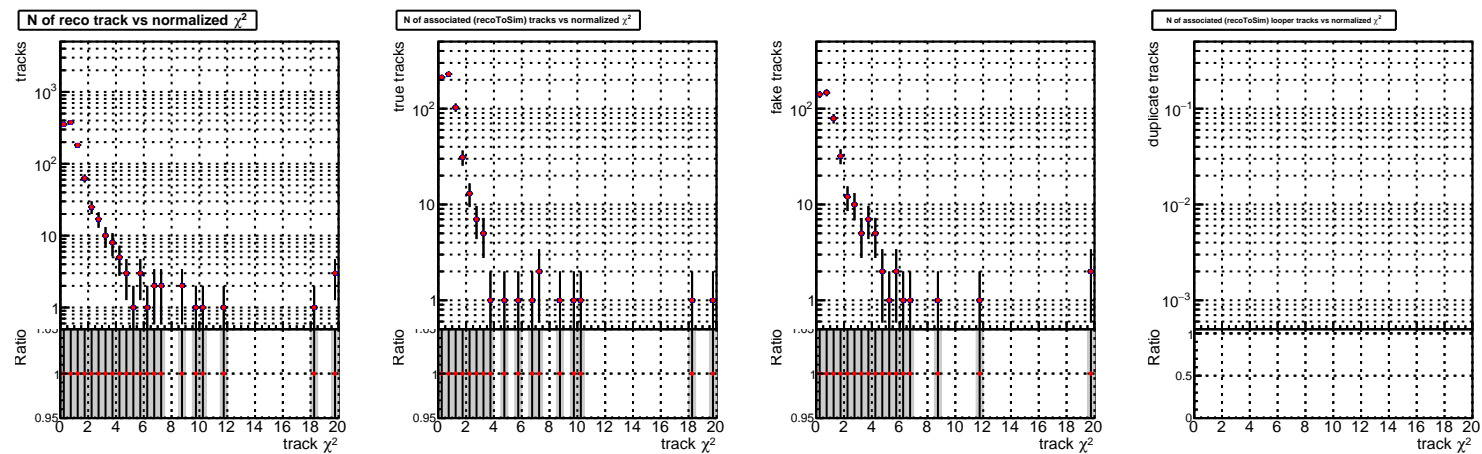 N of reco track vs normalized χ²
tracks
10³
10²
10
1
Ratio
1
0.95
0 2 4 6 8 10 12 14 16 18 20
track χ²
N of associated (recoToSim) tracks vs normalized χ²
true tracks
10²
10
1
Ratio
1
0.95
0 2 4 6 8 10 12 14 16 18 20
track χ²
fake tracks
10²
10
1
Ratio
1
0.95
0 2 4 6 8 10 12 14 16 18 20
track χ²
N of associated (recoToSim) looper tracks vs normalized χ²
duplicate tracks
10⁻¹
10⁻²
10⁻³
Ratio
1
0.5
0
0 2 4 6 8 10 12 14 16 18 20
track χ²